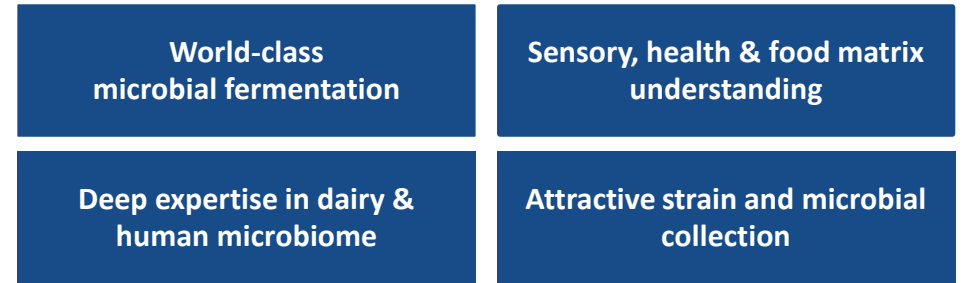 World-class
microbial fermentation
Sensory, health & food matrix
understanding
Deep expertise in dairy &
human microbiome
Attractive strain and microbial
collection